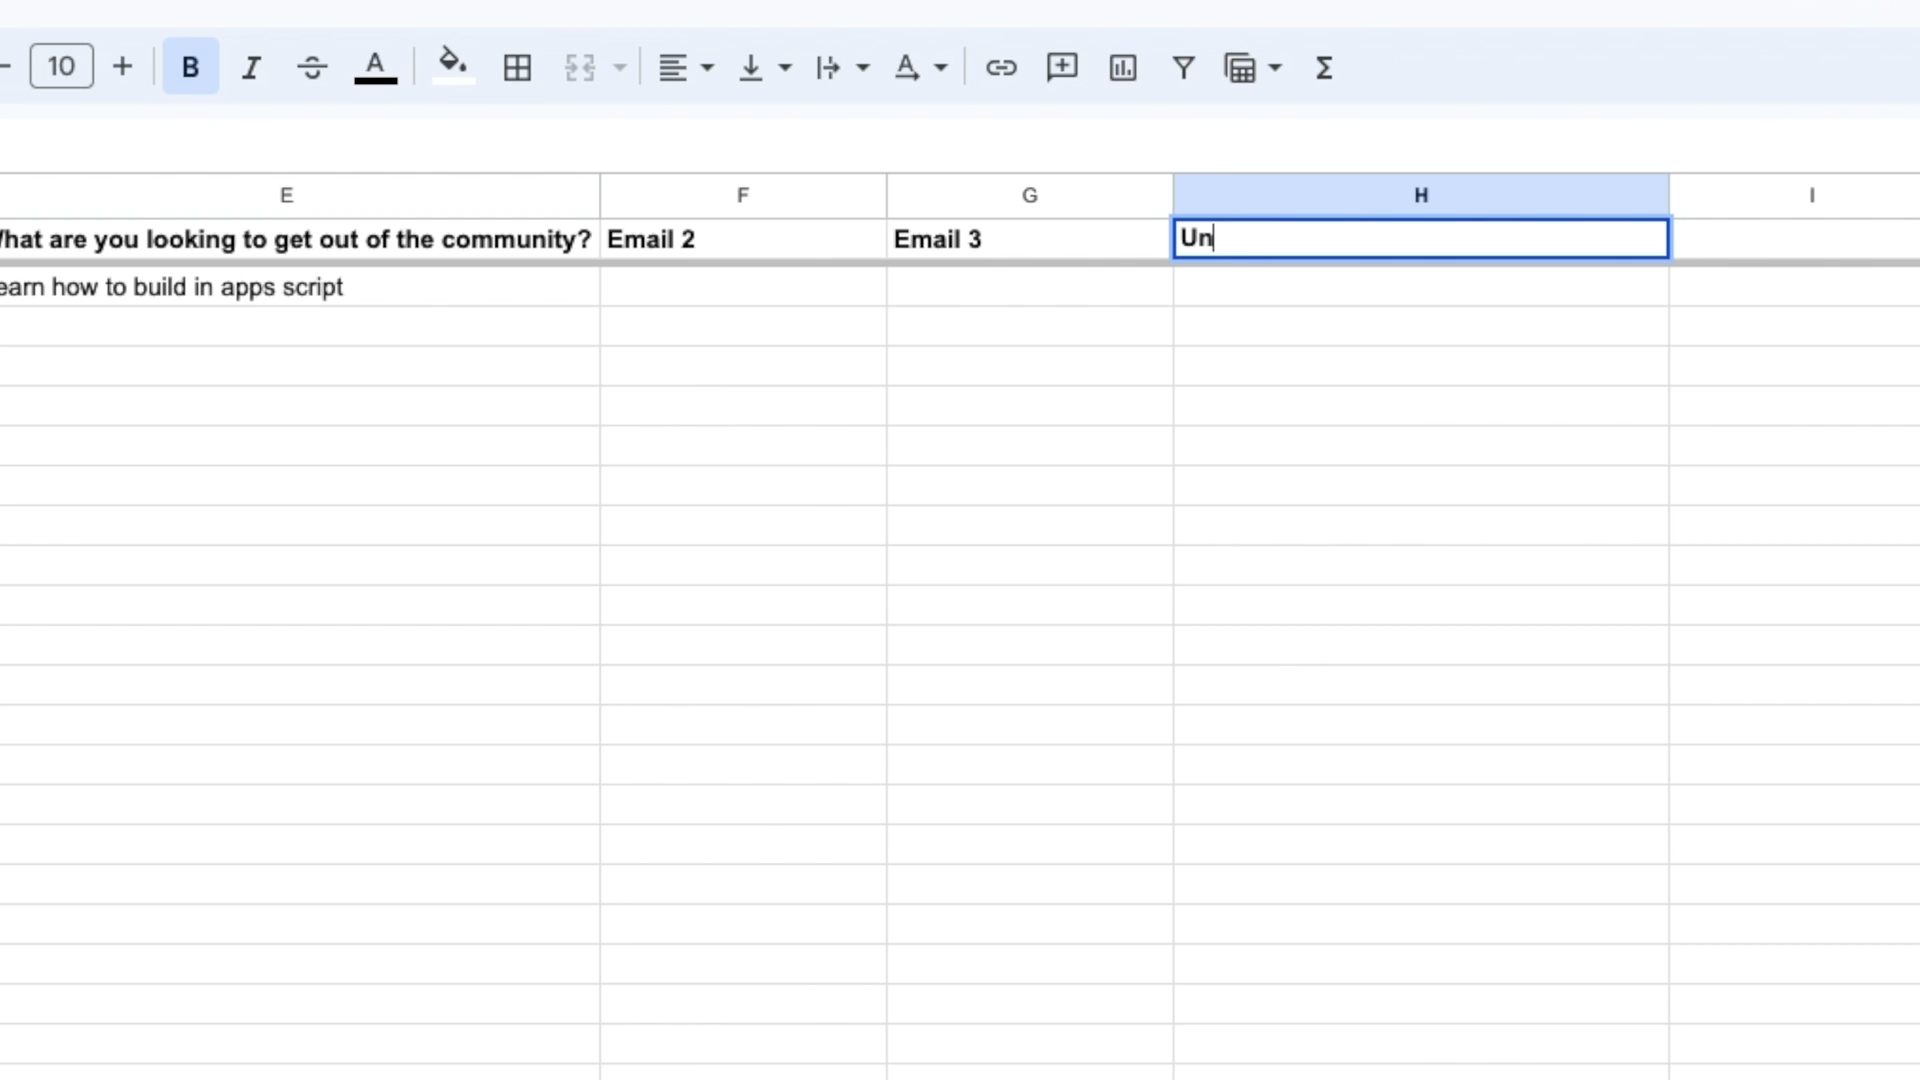 10 B I A A Σ
E F G H I
What are you looking to get out of the community? Email 2 Email 3 Un
earn how to build in apps script